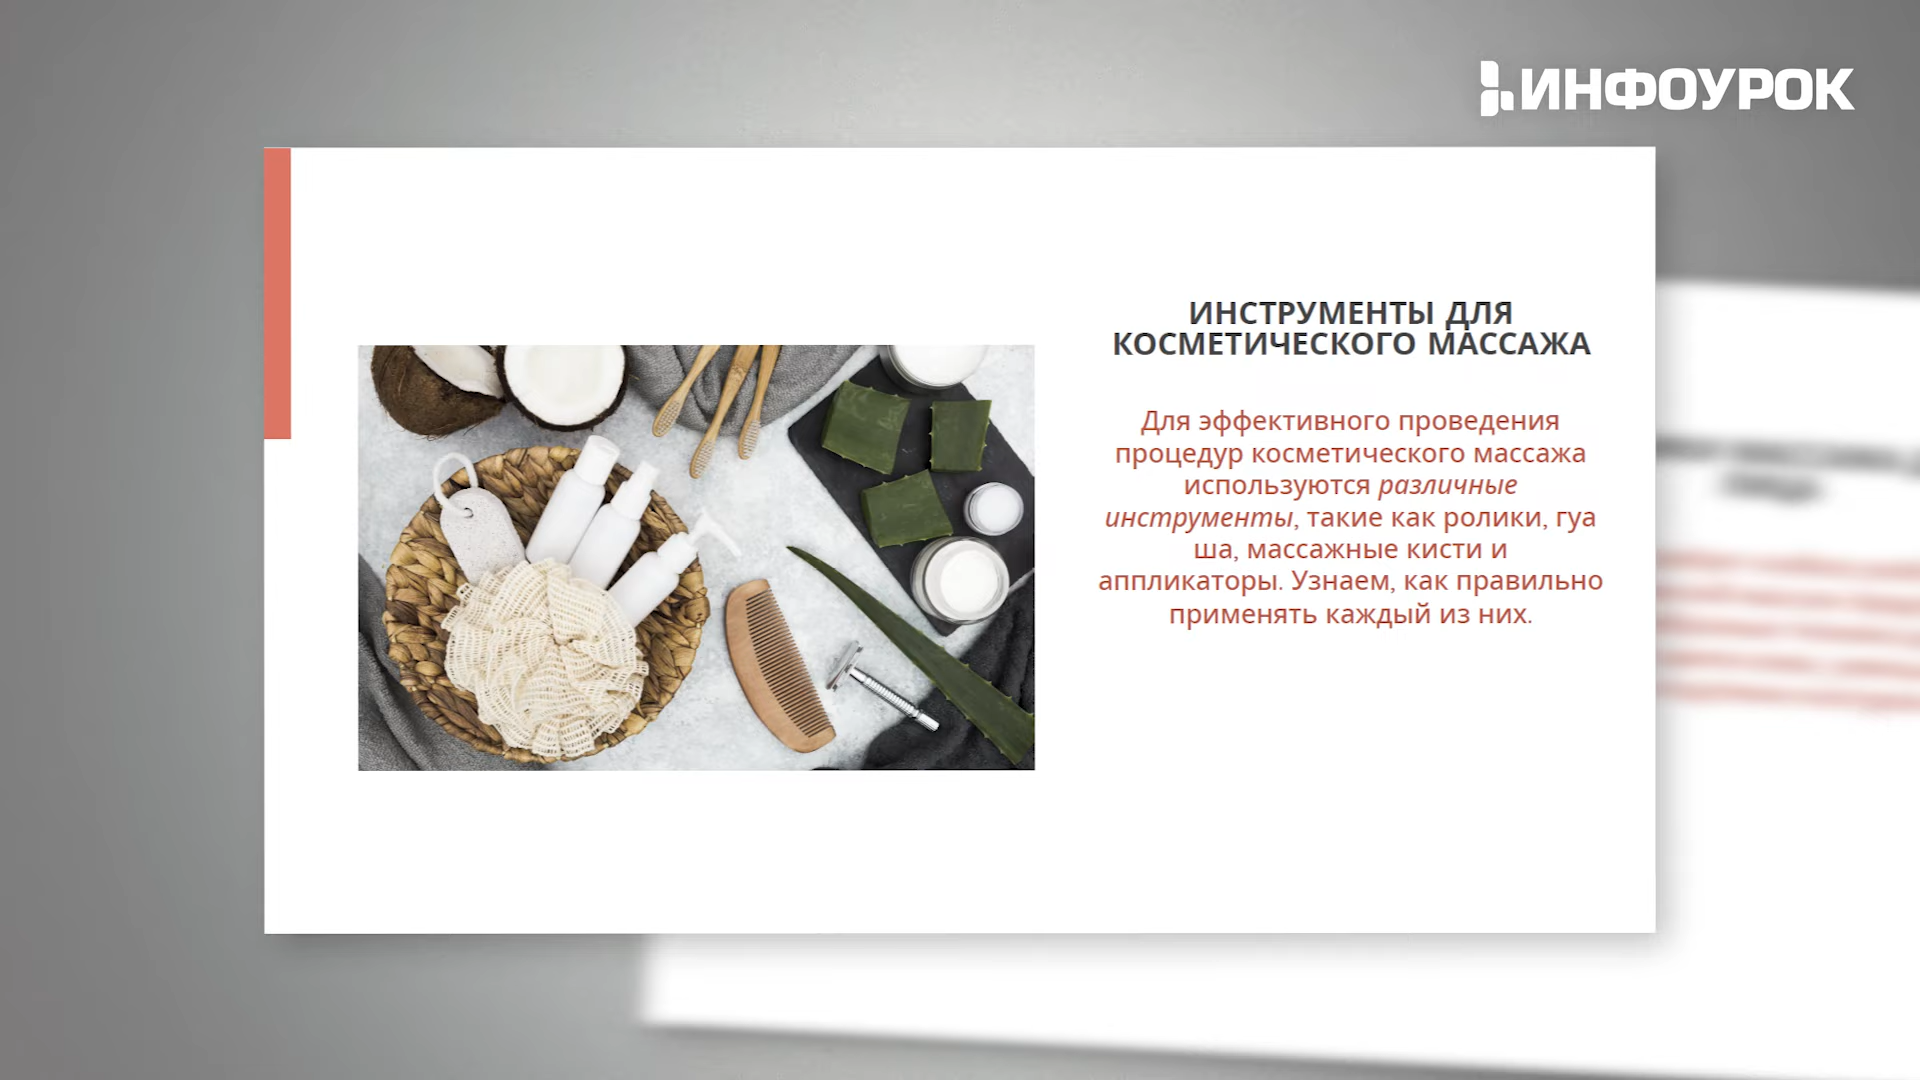 ИНФОУРОК
ИНСТРУМЕНТЫ ДЛЯ
КОСМЕТИЧЕСКОГО МАССАЖА
Для эффективного проведения
процедур косметического массажа
используются различные
инструменты, такие как ролики, гуа
ша, массажные кисти и
аппликаторы. Узнаем, как правильно
применять каждый из них.